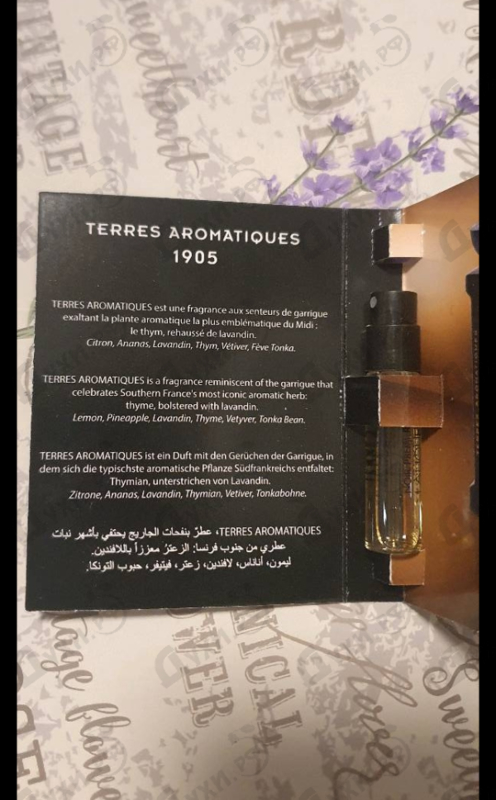 TERRES AROMATIQUES
1905
TERRES AROMATIQUES est une fragrance aux senteurs de garrigue
exaltant la plante aromatique la plus emblématique du Midi :
le thym, rehaussé de lavandin.
Citron, Ananas, Lavandin, Thym, Vétiver, Fève Tonka.
TERRES AROMATIQUES is a fragrance reminiscent of the garrigue that
celebrates Southern France's most iconic aromatic herb:
thyme, bolstered with lavandin.
Lemon, Pineapple, Lavandin, Thyme, Vetyver, Tonka Bean.
TERRES AROMATIQUES ist ein Duft mit den Gerüchen der Garrigue, in
dem sich die typischste aromatische Pflanze Südfrankreichs entfaltet:
Thymian, unterstrichen von Lavandin.
Zitrone, Ananas, Lavandin, Thymian, Vetiver, Tonkabohne.
TERRES AROMATIQUES، عطرٌ بنفحات الجاريج يحتفي بأشهر نبات
عطري من جنوب فرنسا: الزعترُ معززاً باللافندين.
ليمون، أناناس، لافندين، زعتر، فيتيفر، حبوب التونكا.
VINTAGE
Sweetheart
BOTANICAL
FLOWER